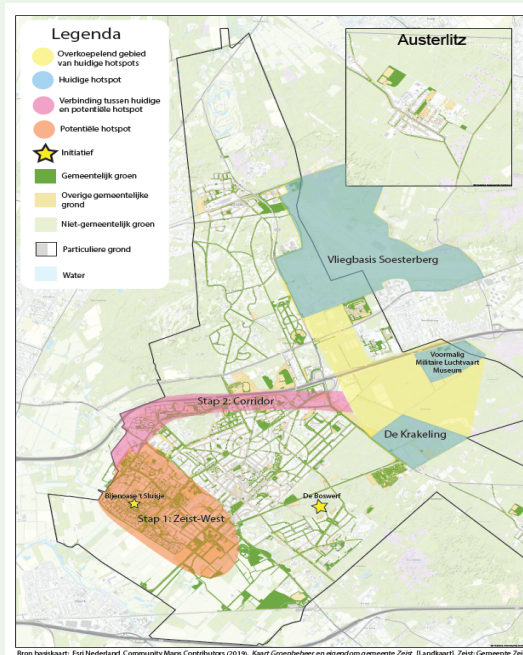 Legenda
Overkoepelend gebied
van huidige hotspots
Huidige hotspot
Verbinding tussen huidige
en potentiële hotspot
Potentiële hotspot
Initiatief
Gemeentelijk groen
Overige gemeentelijke
grond
Niet-gemeentelijk groen
Particuliere grond
Water
Austerlitz
Vliegbasis Soesterberg
Voormalig
Militaire Luchtvaart
Museum
Stap 2: Corridor
De Krakeling
Bijenoase 't Sluisje
De Boswerf
Stap 1: Zeist-West
Bron basiskaart: Esri Nederland, Community Maps Contributors (2019). Kaart Groenbeheer en eigendom gemeente Zeist. [Landkaart]. Zeist: Gemeente Zei